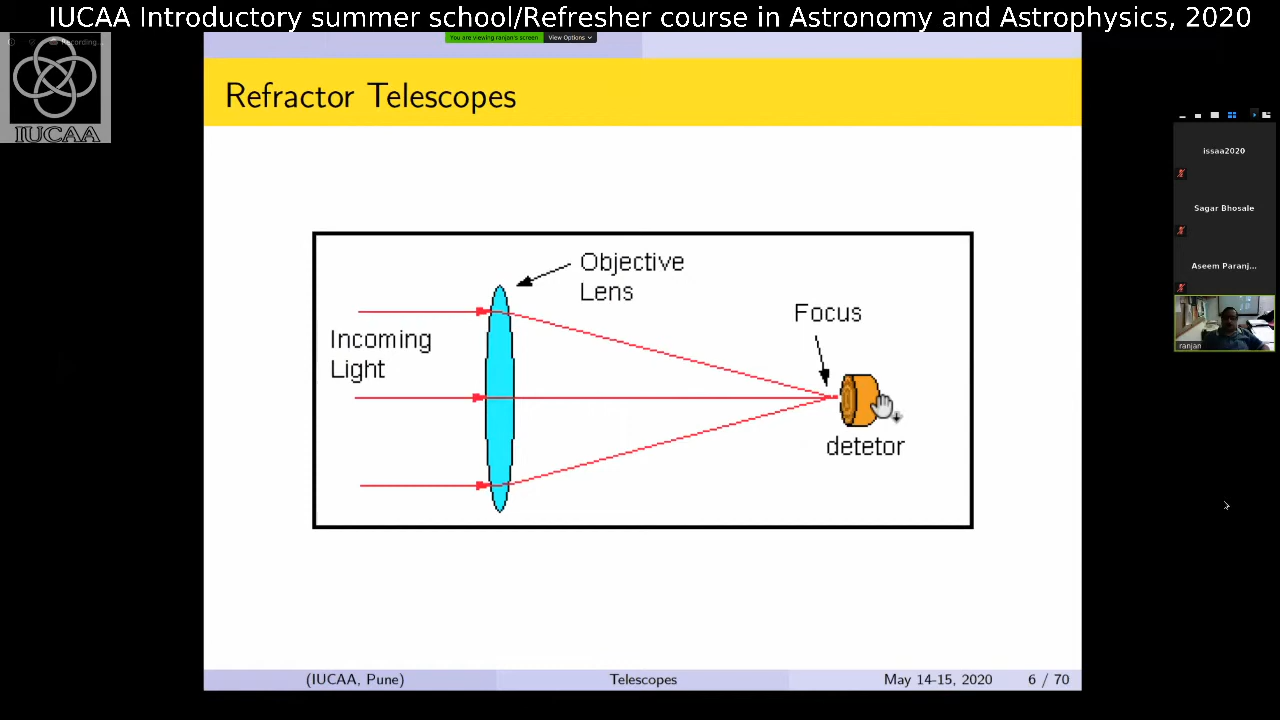 IUCAA Introductory summer school/Refresher course in Astronomy and Astrophysics, 2020
You are viewing ranjan's screen View Options
Recording...
IUCAA
Refractor Telescopes
Objective
Lens
Focus
Incoming
Light
detetor
issaa2020
Sagar Bhosale
Aseem Paranj...
ranjan
(IUCAA, Pune) Telescopes May 14-15, 2020 6 / 70